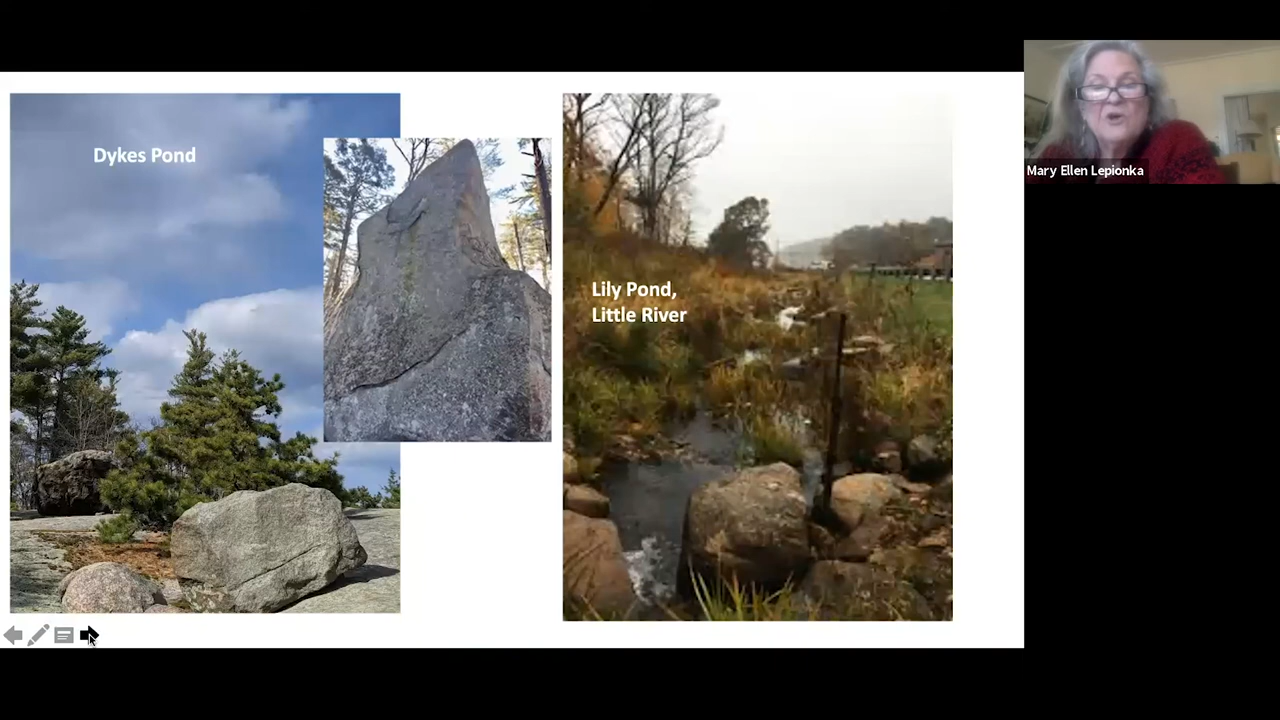 Dykes Pond
Lily Pond,
Little River
Mary Ellen Lepionka